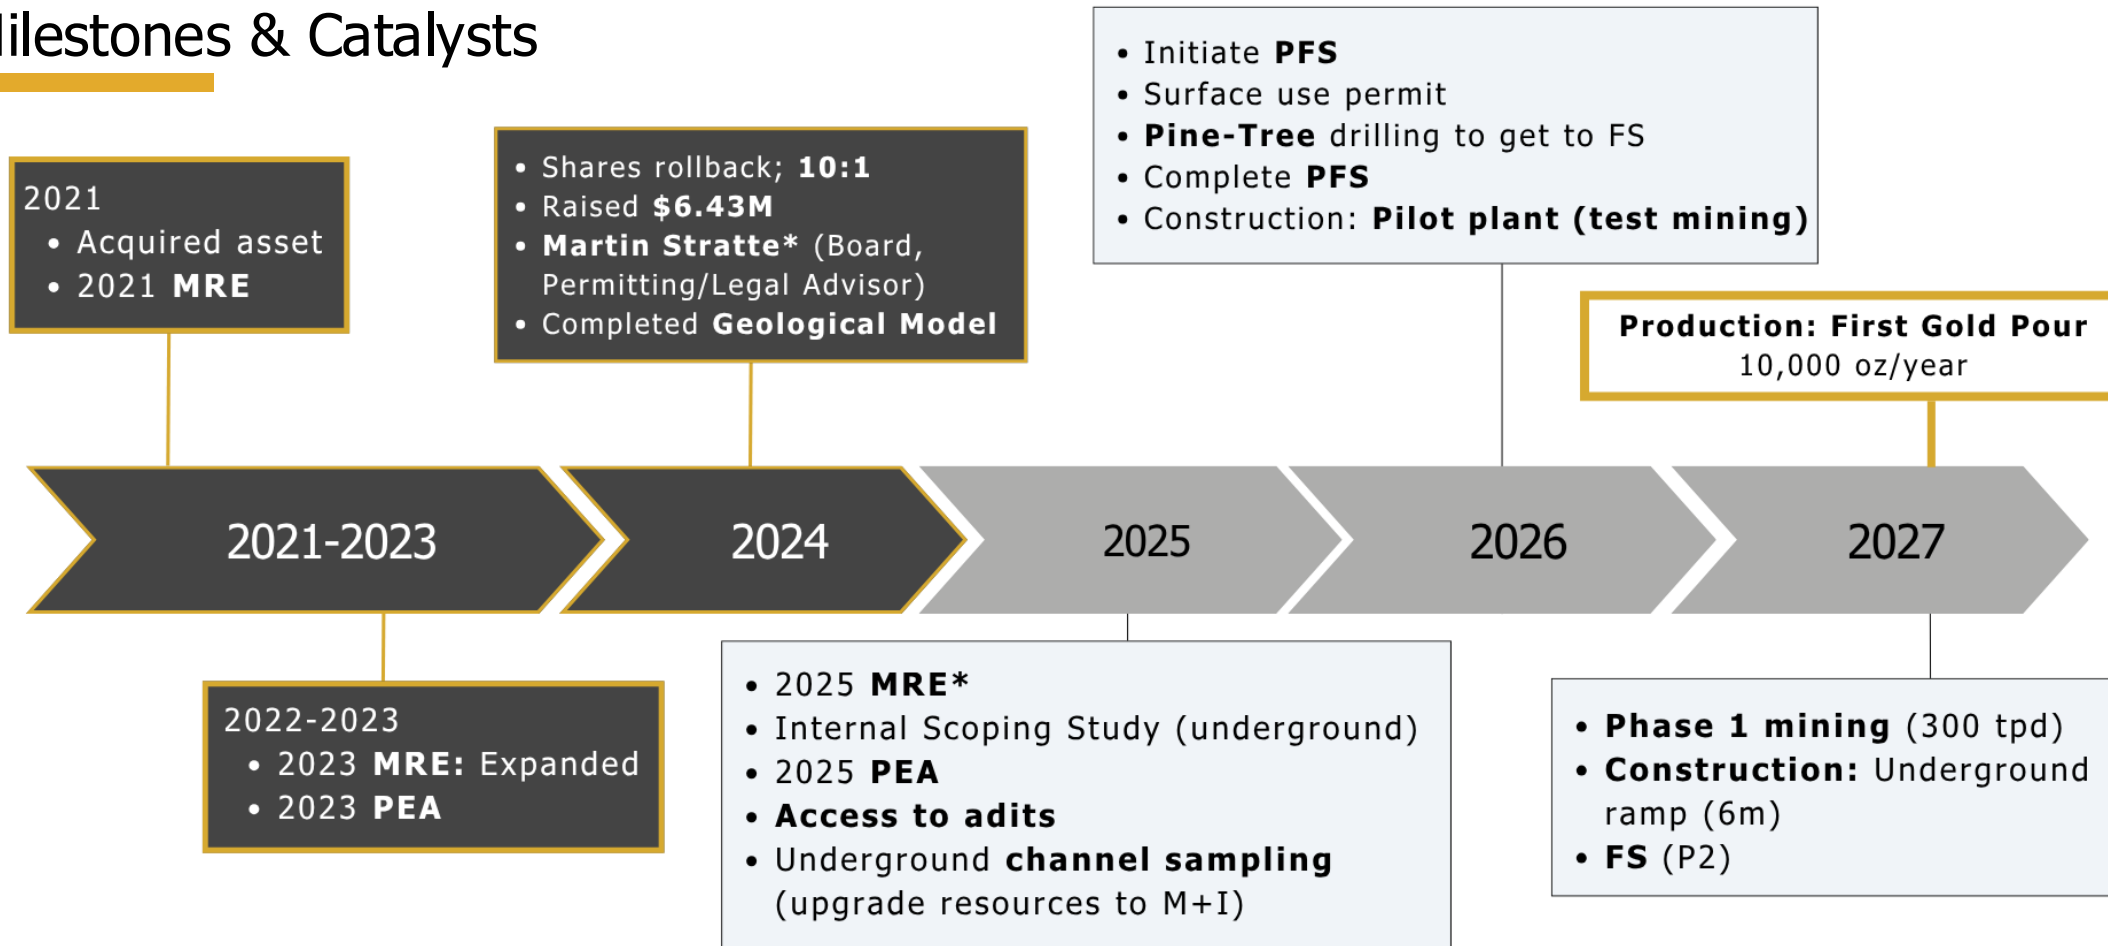 Milestones & Catalysts
2021
• Acquired asset
• 2021 MRE
• Shares rollback; 10:1
• Raised $6.43M
• Martin Stratte* (Board,
Permitting/Legal Advisor)
• Completed Geological Model
• Initiate PFS
• Surface use permit
• Pine-Tree drilling to get to FS
• Complete PFS
• Construction: Pilot plant (test mining)
Production: First Gold Pour
10,000 oz/year
2021-2023
2024
2025
2026
2027
2022-2023
• 2023 MRE: Expanded
• 2023 PEA
• 2025 MRE*
• Internal Scoping Study (underground)
• 2025 PEA
• Access to adits
• Underground channel sampling
(upgrade resources to M+I)
• Phase 1 mining (300 tpd)
• Construction: Underground
ramp (6m)
• FS (P2)